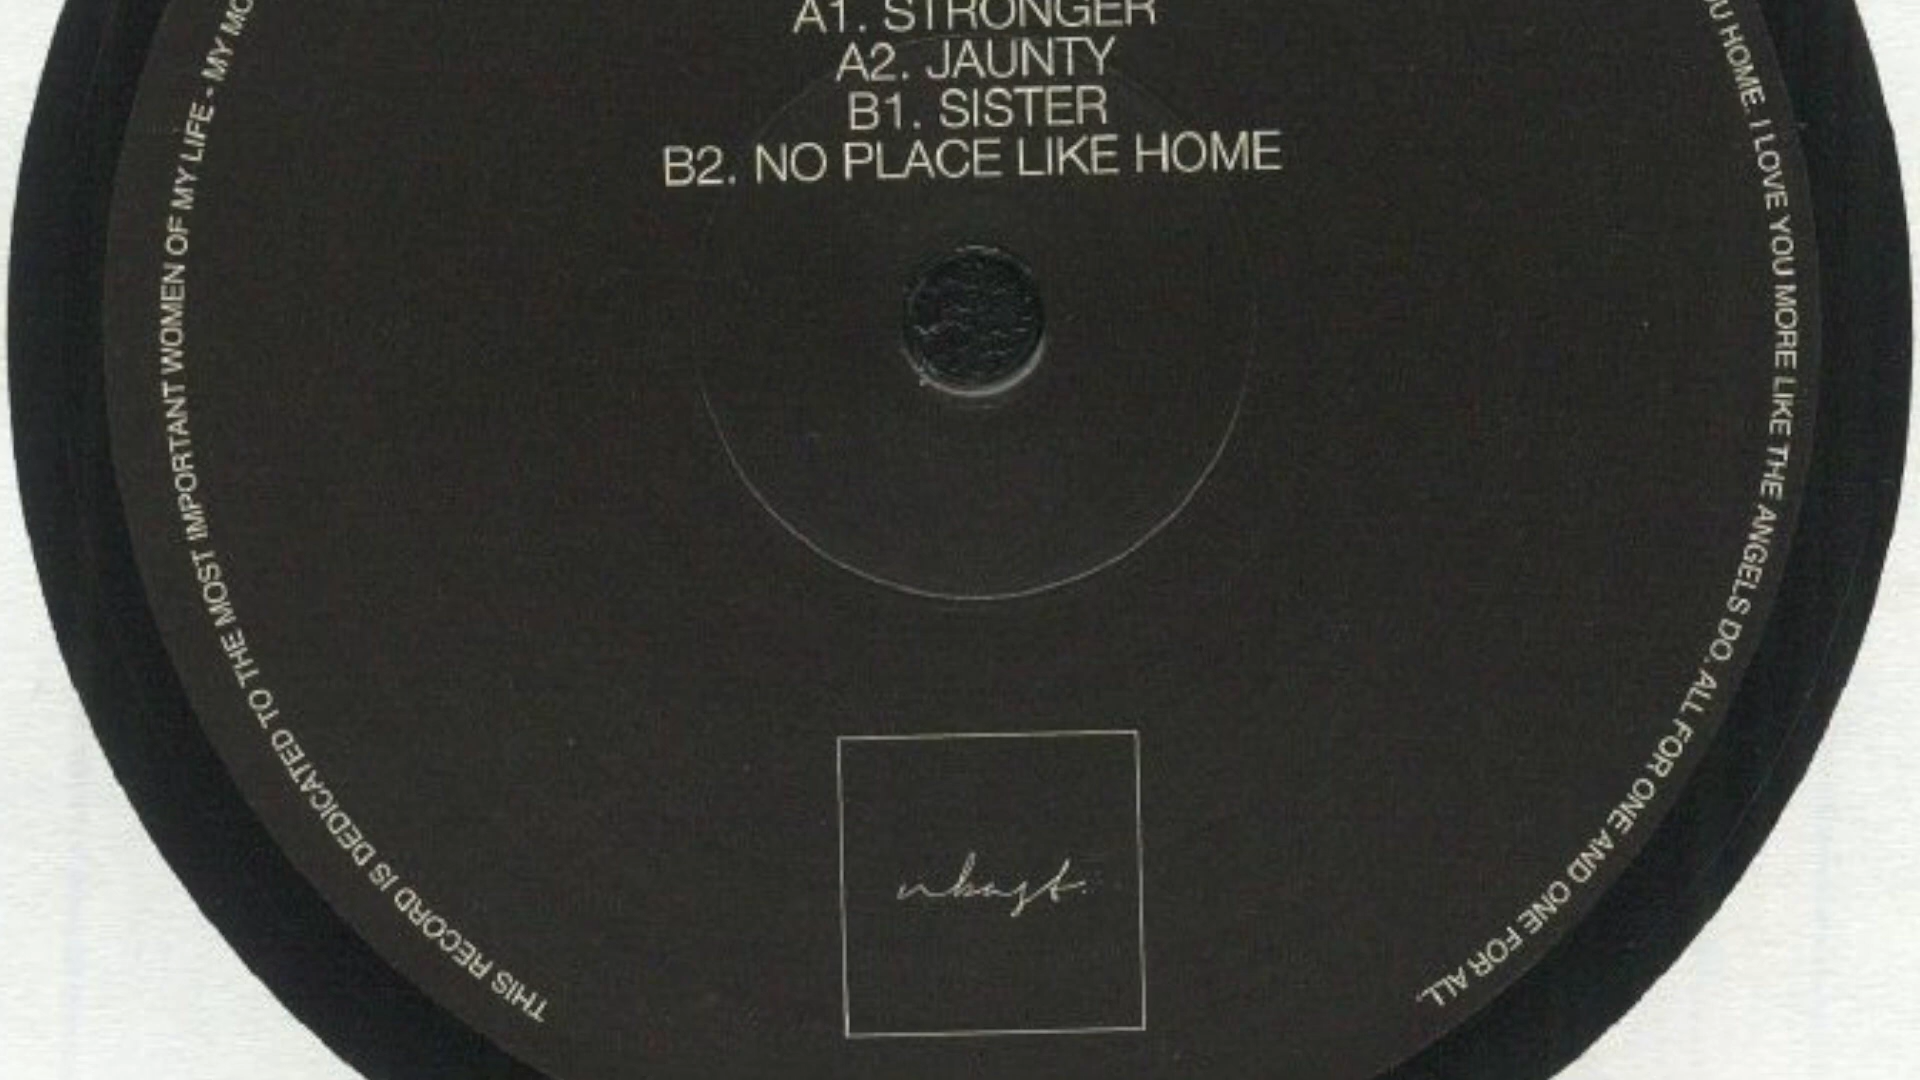 A1. STRONGER
A2. JAUNTY
B1. SISTER
B2. NO PLACE LIKE HOME
THIS RECORD IS DEDICATED TO THE MOST IMPORTANT WOMEN OF MY LIFE - MY MO
U HOME. I LOVE YOU MORE LIKE THE ANGELS DO. ALL FOR ONE AND ONE FOR ALL.